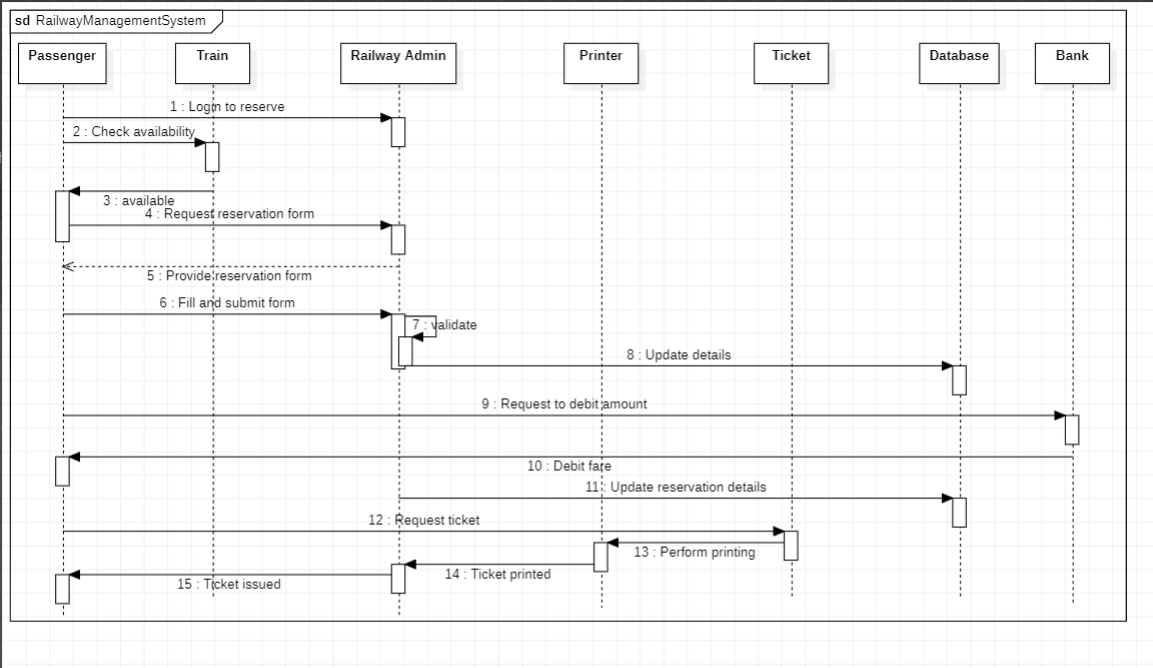 sd RailwayManagementSystem
Passenger
Train
Railway Admin
Printer
Ticket
Database
Bank
1 : Login to reserve
2 : Check availability
3 : available
4 : Request reservation form
5 : Provide reservation form
6 : Fill and submit form
7 : validate
8 : Update details
9 : Request to debit amount
10 : Debit fare
11 : Update reservation details
12 : Request ticket
13 : Perform printing
14 : Ticket printed
15 : Ticket issued